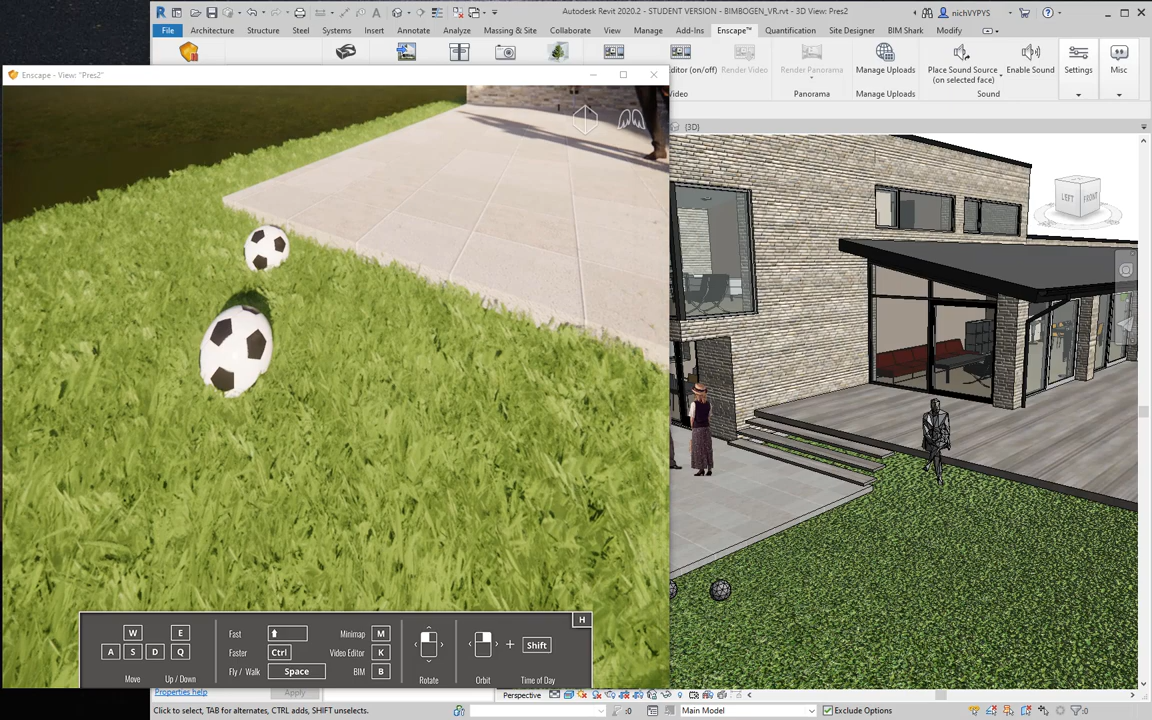 Autodesk Revit 2020.2 - STUDENT VERSION - BIMBOGEN_VR.rvt - 3D View: Pres2
nichVYPYS
File
Architecture
Structure
Steel
Systems
Insert
Annotate
Analyze
Massing & Site
Collaborate
View
Manage
Add-Ins
Enscape™
Quantification
Site Designer
BIM Shark
Modify
Enscape - View: "Pres2"
ditor (on/off)
Render Video
Render Panorama
Manage Uploads
Place Sound Source
(on selected face)
Enable Sound
Settings
Misc
Video
Panorama
Manage Uploads
Sound
{3D}
LEFT
FRONT
H
W
E
A
S
D
Q
Move
Up / Down
Fast
Faster
Ctrl
Fly / Walk
Space
Minimap
M
Video Editor
K
BIM
B
Rotate
Orbit
+
Shift
Time of Day
Properties help
Apply
Perspective
Click to select, TAB for alternates, CTRL adds, SHIFT unselects.
:0
Main Model
Exclude Options
:0